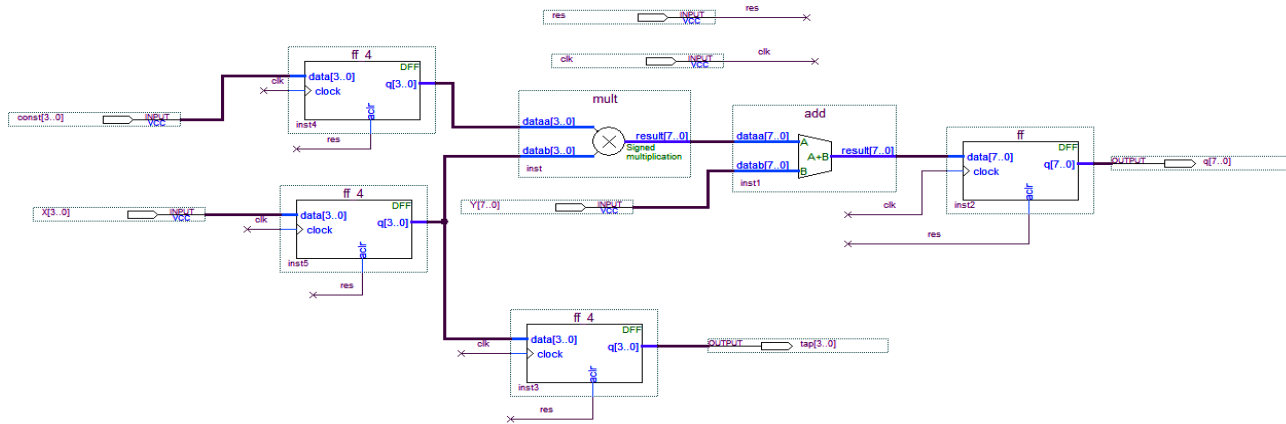 res INPUT VCC res
clk INPUT VCC clk
ff_4
DFF
data[3..0] q[3..0]
clk
clock
aclr
inst4
res
const[3..0] INPUT VCC
mult
dataa[3..0]
result[7..0]
datab[3..0]
Signed
multiplication
inst
add
dataa[7..0] A
result[7..0]
A+B
datab[7..0] B
inst1
ff
DFF
data[7..0] q[7..0]
clock
aclr
inst2
clk
res
OUTPUT q[7..0]
X[3..0] INPUT VCC
ff_4
DFF
data[3..0] q[3..0]
clk
clock
aclr
inst5
res
Y[7..0] INPUT VCC
ff_4
DFF
data[3..0] q[3..0]
clk
clock
aclr
inst3
res
OUTPUT tap[3..0]